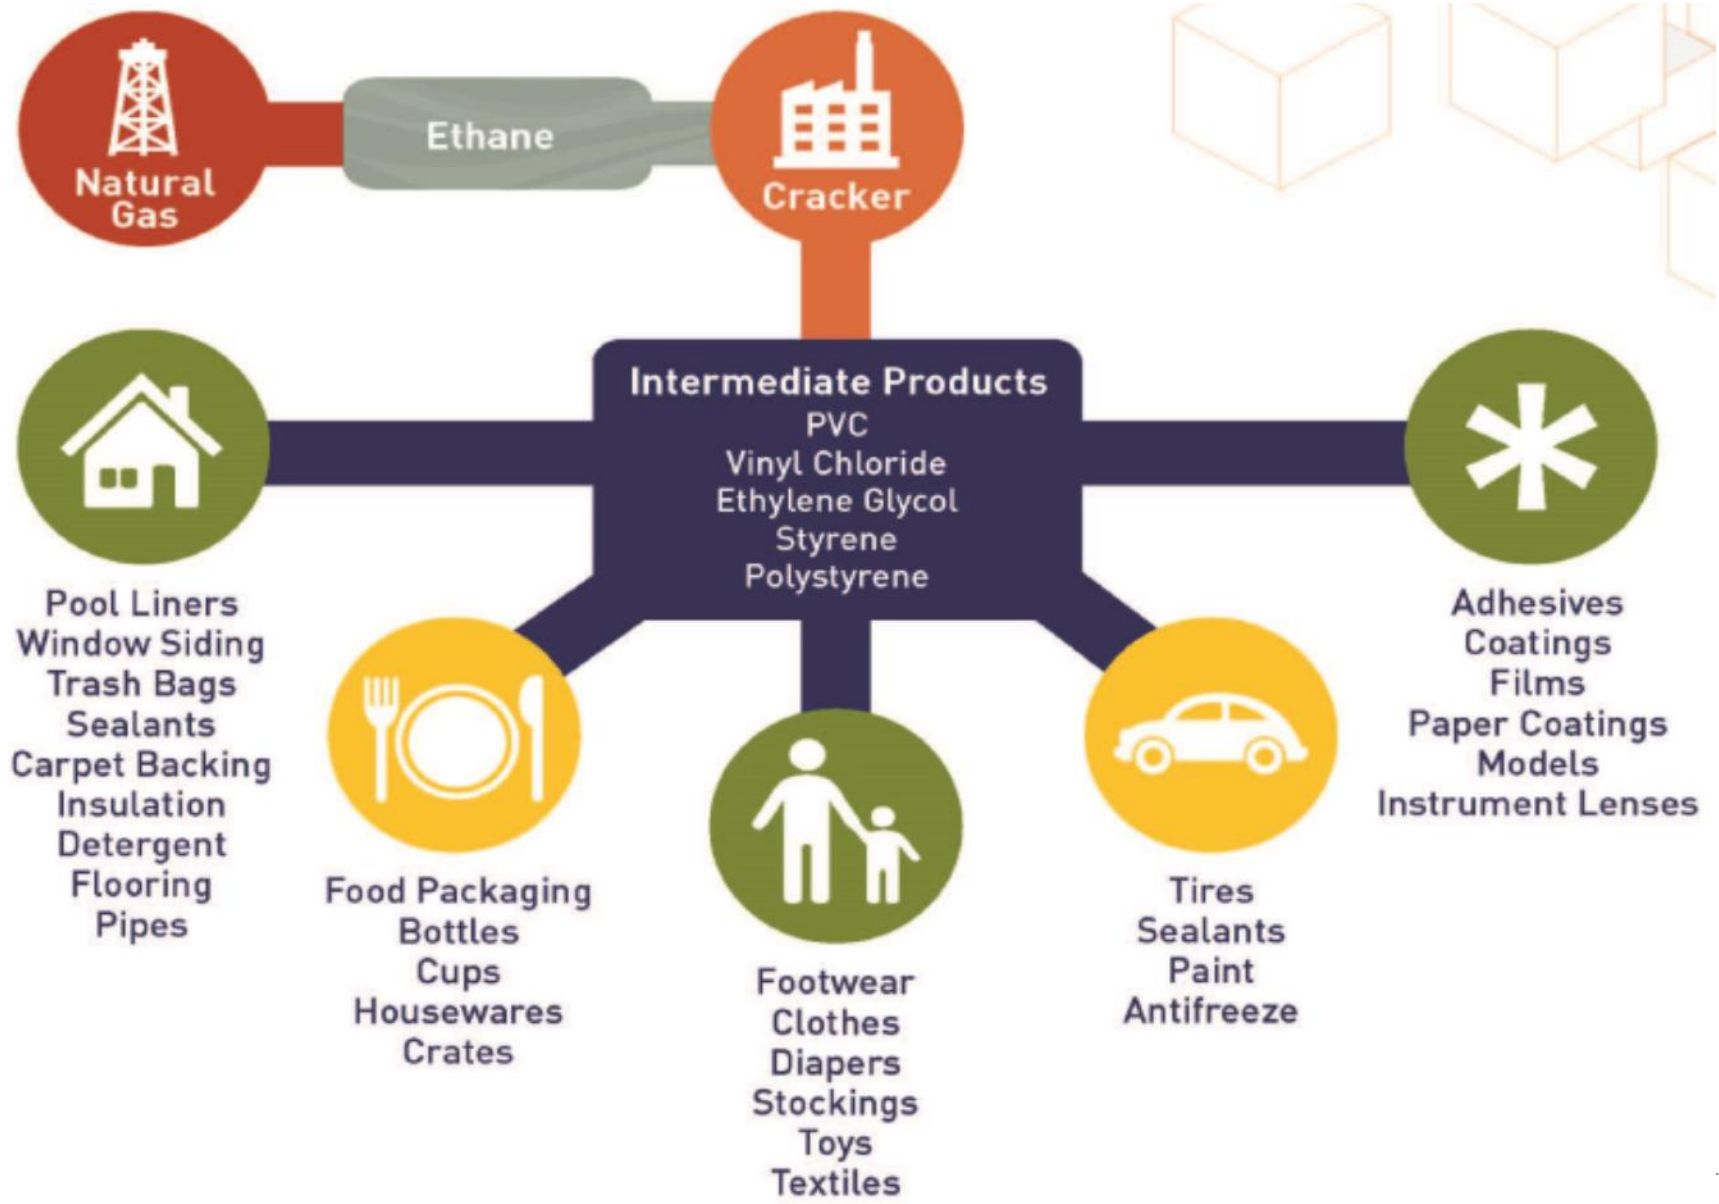 Natural
Gas
Ethane
Cracker
Intermediate Products
PVC
Vinyl Chloride
Ethylene Glycol
Styrene
Polystyrene
Pool Liners
Window Siding
Trash Bags
Sealants
Carpet Backing
Insulation
Detergent
Flooring
Pipes
Food Packaging
Bottles
Cups
Housewares
Crates
Footwear
Clothes
Diapers
Stockings
Toys
Textiles
Tires
Sealants
Paint
Antifreeze
Adhesives
Coatings
Films
Paper Coatings
Models
Instrument Lenses